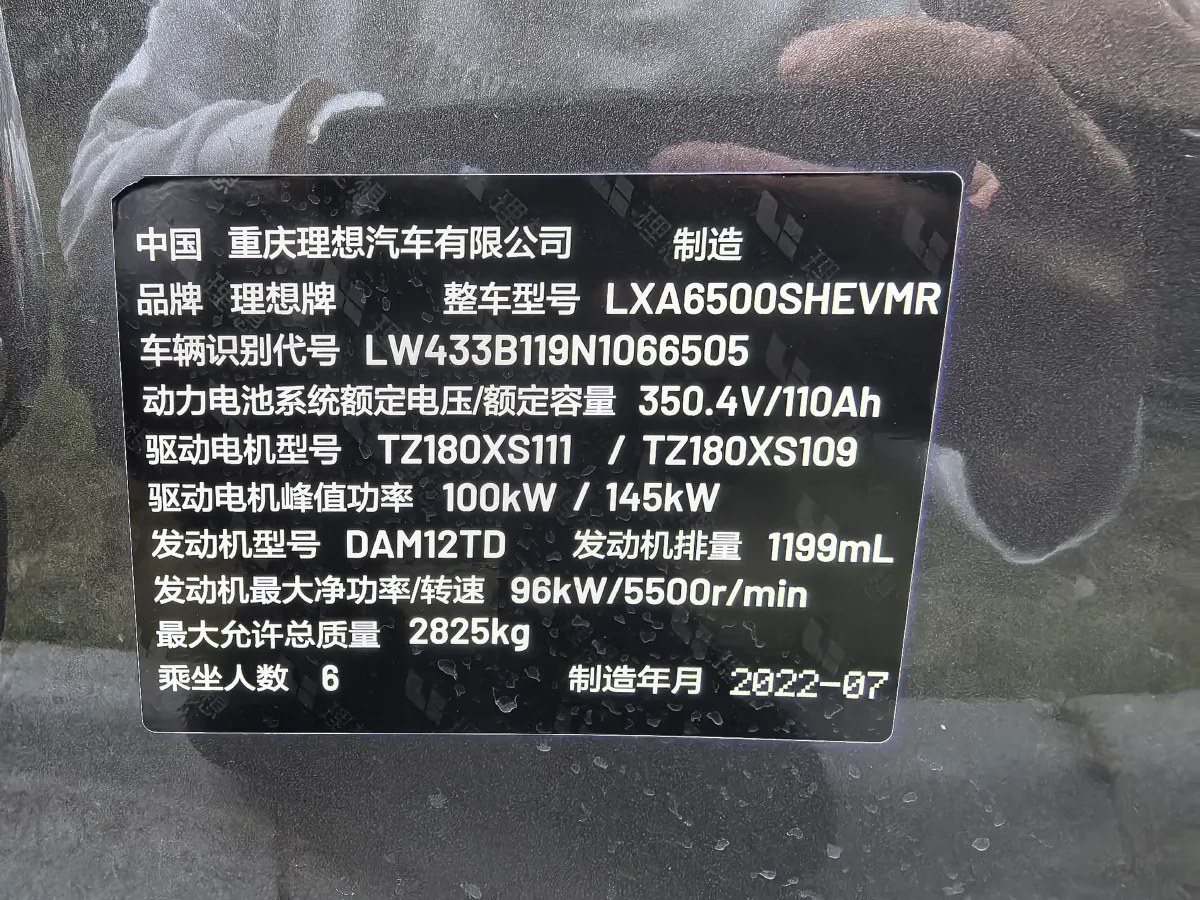 中国 重庆理想汽车有限公司 制造
品牌 理想牌 整车型号 LXA6500SHEVMR
车辆识别代号 LW433B119N1066505
动力电池系统额定电压/额定容量 350.4V/110Ah
驱动电机型号 TZ180XS111 / TZ180XS109
驱动电机峰值功率 100kW / 145kW
发动机型号 DAM12TD 发动机排量 1199mL
发动机最大净功率/转速 96kW/5500r/min
最大允许总质量 2825kg
乘坐人数 6 制造年月 2022-07